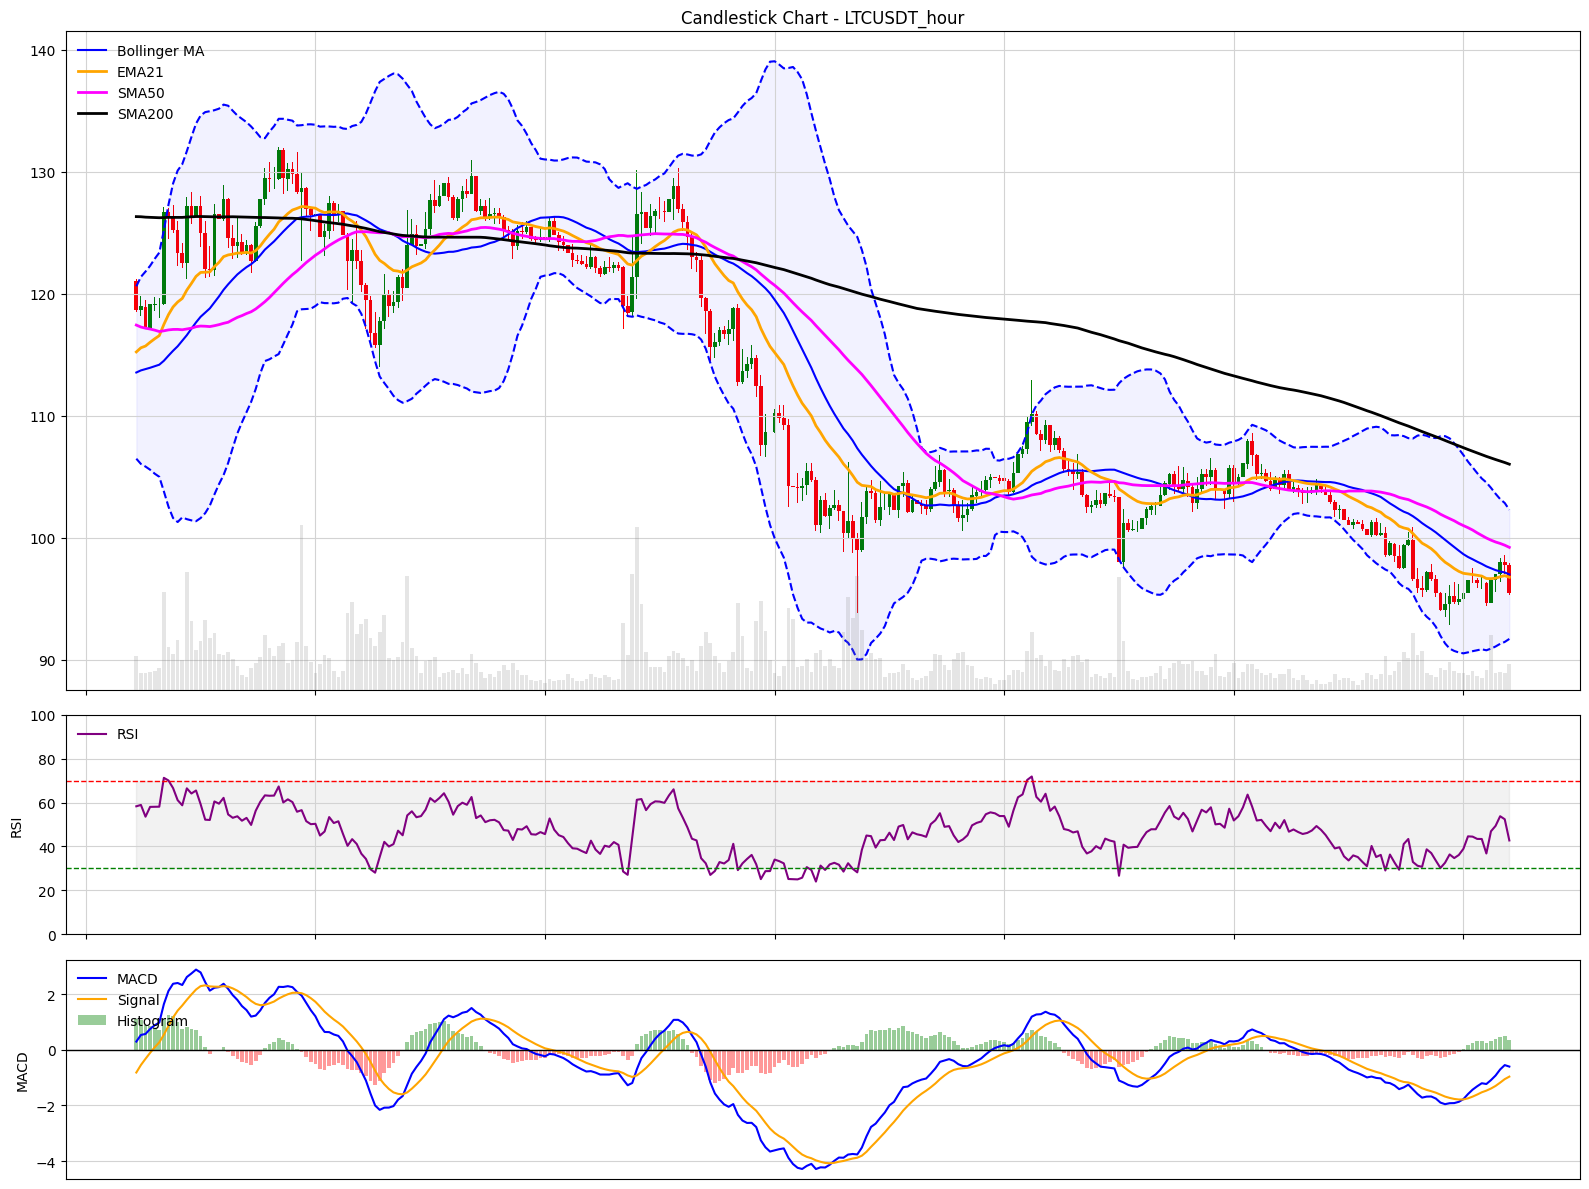 Candlestick Chart - LTCUSDT_hour
Bollinger MA
EMA21
SMA50
SMA200
140
130
120
110
100
90
RSI
100
80
60
40
20
0
RSI
MACD
Signal
Histogram
2
0
−2
−4
MACD